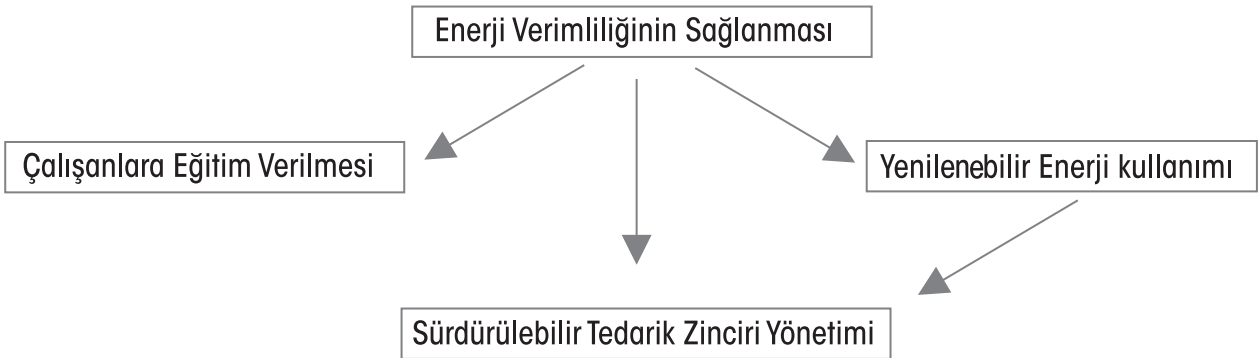 Enerji Verimliliğinin Sağlanması
Çalışanlara Eğitim Verilmesi
Yenilenebilir Enerji kullanımı
Sürdürülebilir Tedarik Zinciri Yönetimi